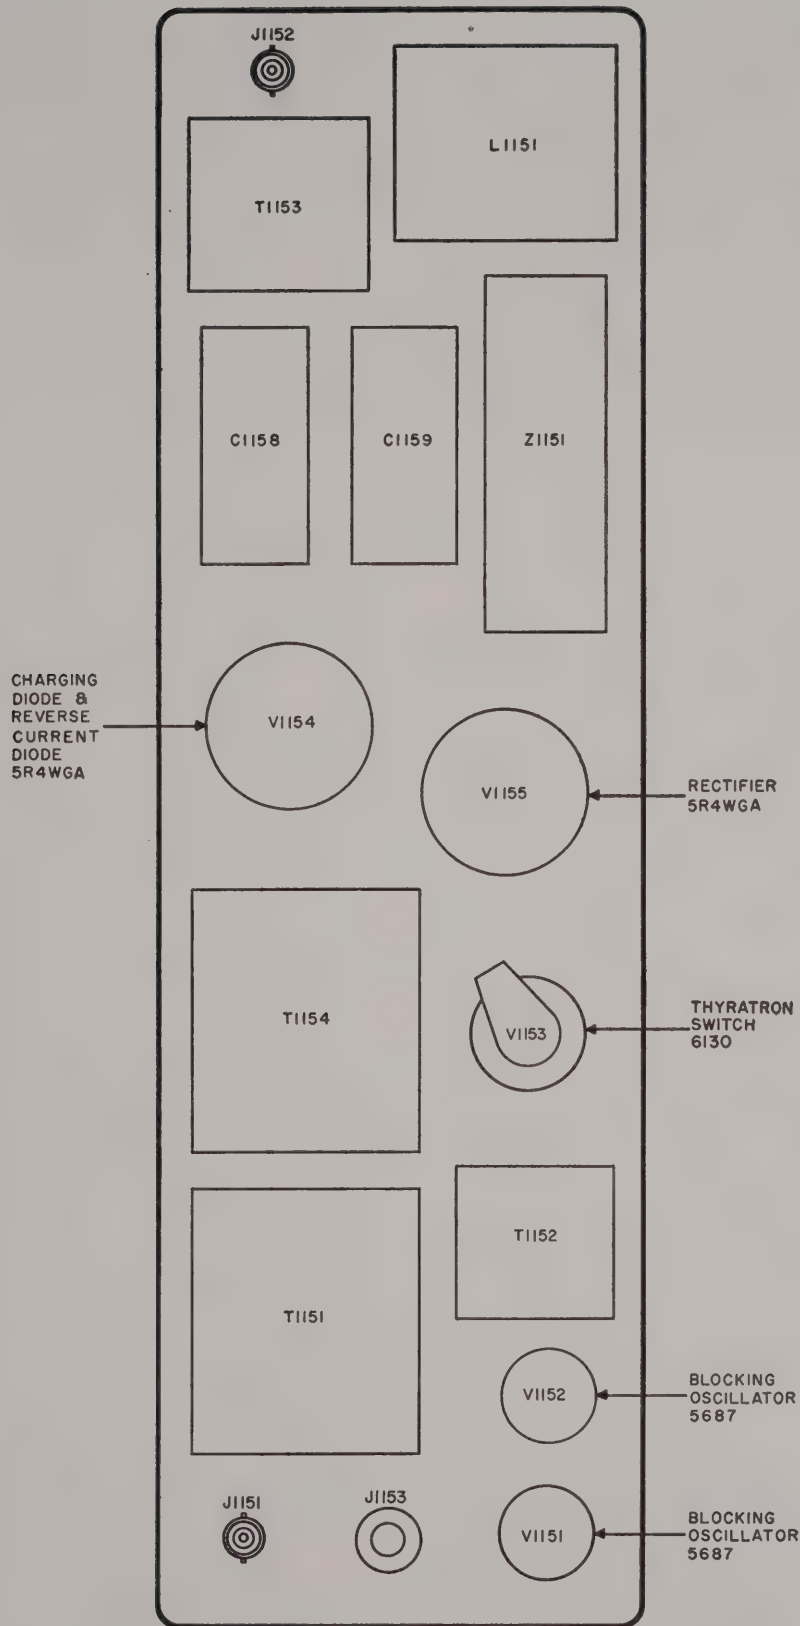 J1152
L1151
T1153
C1158
C1159
Z1151
CHARGING
DIODE &
REVERSE
CURRENT
DIODE
5R4WGA
V1154
V1155
RECTIFIER
5R4WGA
T1154
V1153
THYRATRON
SWITCH
6130
T1152
T1151
V1152
BLOCKING
OSCILLATOR
5687
J1151
J1153
V1151
BLOCKING
OSCILLATOR
5687